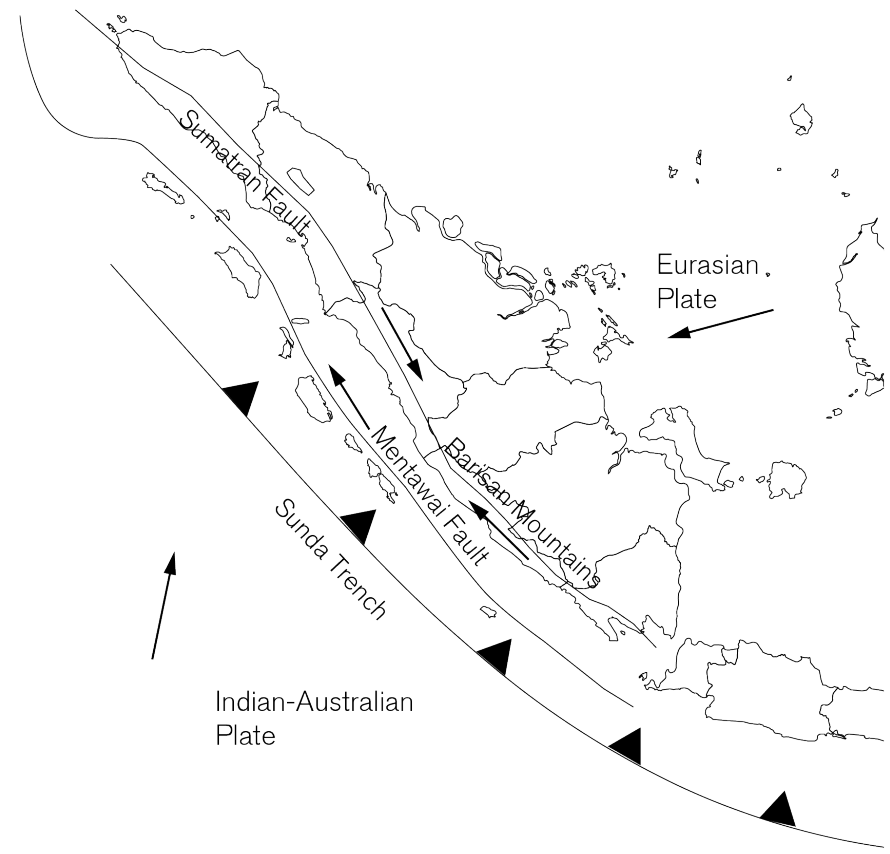 Sumatran Fault
Eurasian
Plate
Barisan Mountains
Mentawai Fault
Sunda Trench
Indian-Australian
Plate